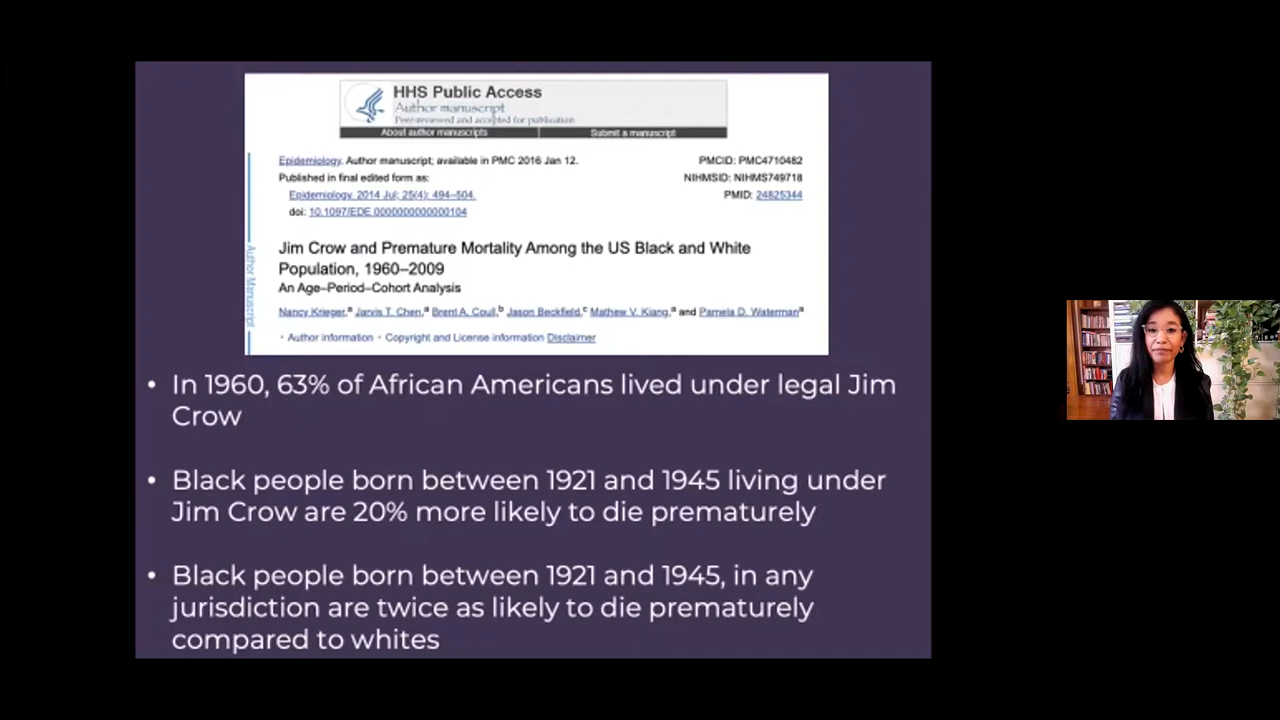 HHS Public Access
Author manuscript
Peer-reviewed and accepted for publication
About author manuscripts
Submit a manuscript
Epidemiology. Author manuscript; available in PMC 2016 Jan 12.
PMCID: PMC4710482
Published in final edited form as:
NIHMSID: NIHMS749718
Epidemiology. 2014 Jul; 25(4): 494–504.
PMID: 24825344
doi: 10.1097/EDE.0000000000000104
Author Manuscript
Jim Crow and Premature Mortality Among the US Black and White
Population, 1960–2009
An Age–Period–Cohort Analysis
Nancy Krieger,a Jarvis T. Chen,a Brent A. Coull,b Jason Beckfield,c Mathew V. Kiang,a and Pamela D. Watermana
• Author information • Copyright and License information Disclaimer
• In 1960, 63% of African Americans lived under legal Jim
Crow
• Black people born between 1921 and 1945 living under
Jim Crow are 20% more likely to die prematurely
• Black people born between 1921 and 1945, in any
jurisdiction are twice as likely to die prematurely
compared to whites